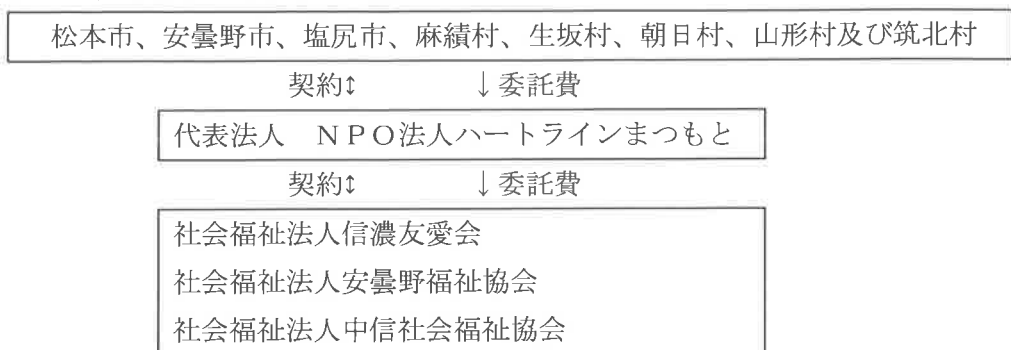 松本市、安曇野市、塩尻市、麻績村、生坂村、朝日村、山形村及び筑北村
契約↕ ↓委託費
代表法人 NPO法人ハートラインまつもと
契約↕ ↓委託費
社会福祉法人信濃友愛会
社会福祉法人安曇野福祉協会
社会福祉法人中信社会福祉協会